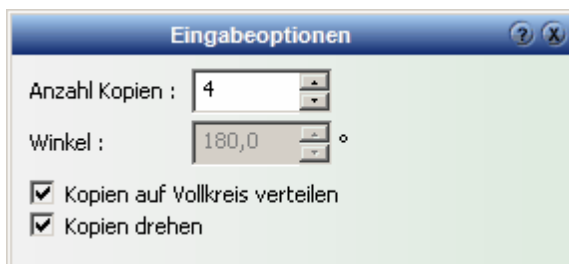 Eingabeoptionen ? X
Anzahl Kopien : 4
Winkel : 180,0 °
Kopien auf Vollkreis verteilen
Kopien drehen